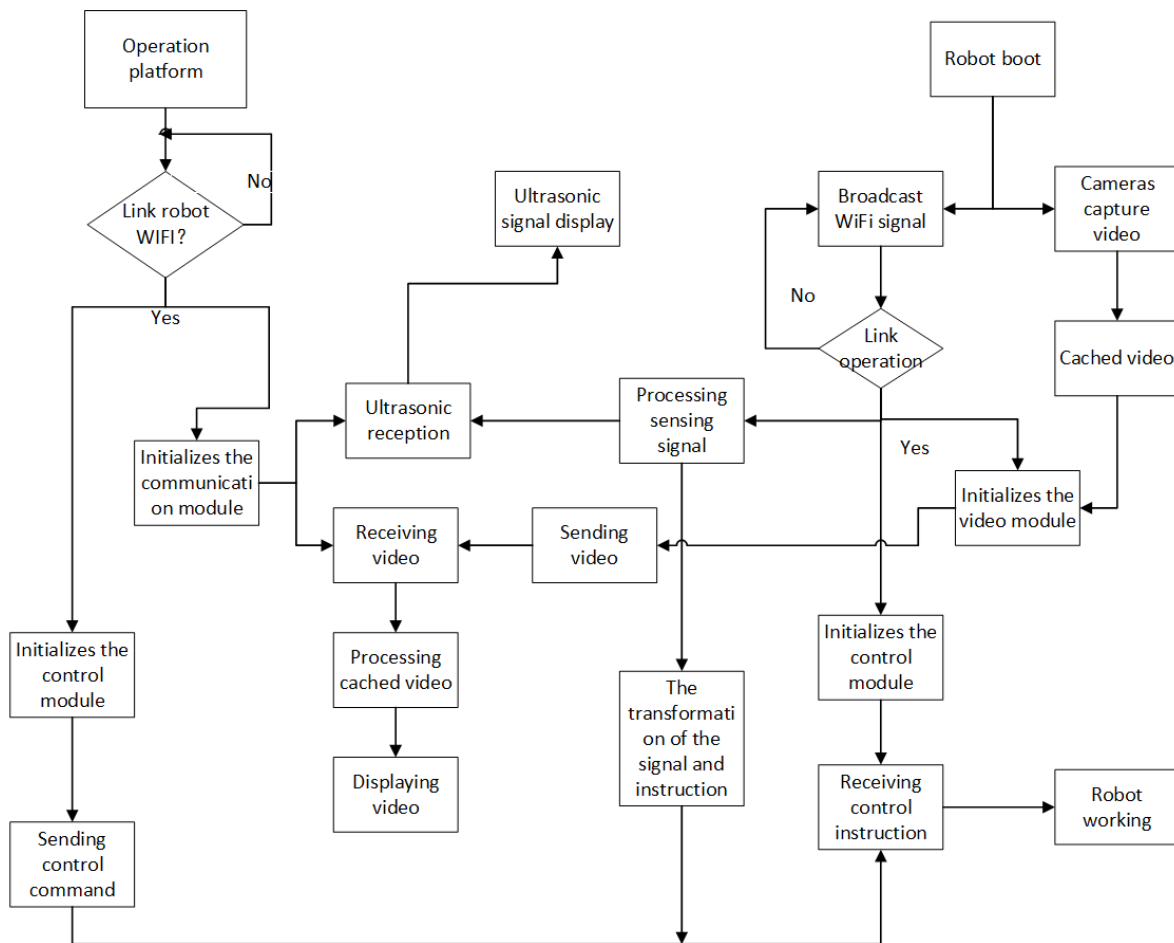 Operation
platform
Robot boot
No
Link robot
WIFI?
Ultrasonic
signal display
Broadcast
WiFi signal
Cameras
capture
video
Yes
No
Link
operation
Cached video
Ultrasonic
reception
Processing
sensing
signal
Yes
Initializes the
communicati
on module
Initializes the
video module
Receiving
video
Sending
video
Initializes the
control
module
Processing
cached video
The
transformati
on of the
signal and
instruction
Initializes the
control
module
Displaying
video
Receiving
control
instruction
Robot
working
Sending
control
command